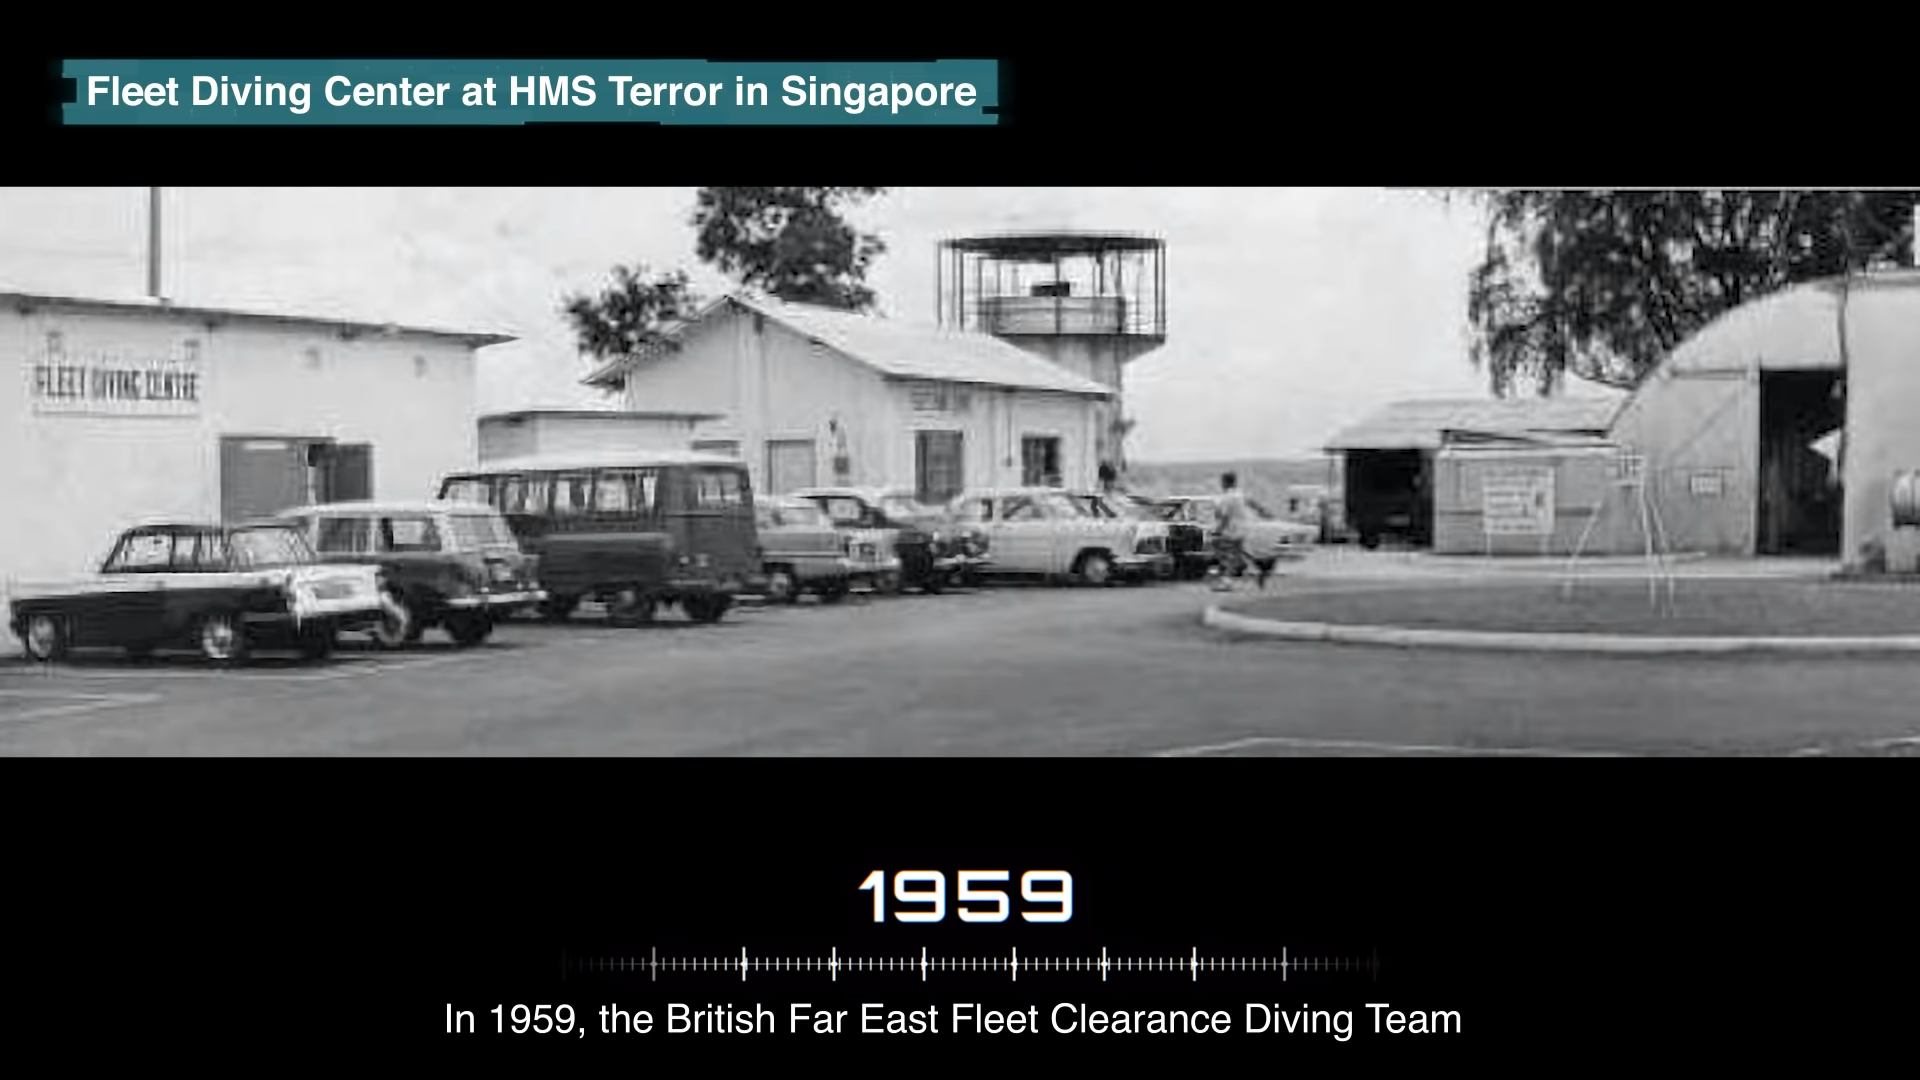 Fleet Diving Center at HMS Terror in Singapore
FLEET DIVING CENTRE
1959
In 1959, the British Far East Fleet Clearance Diving Team